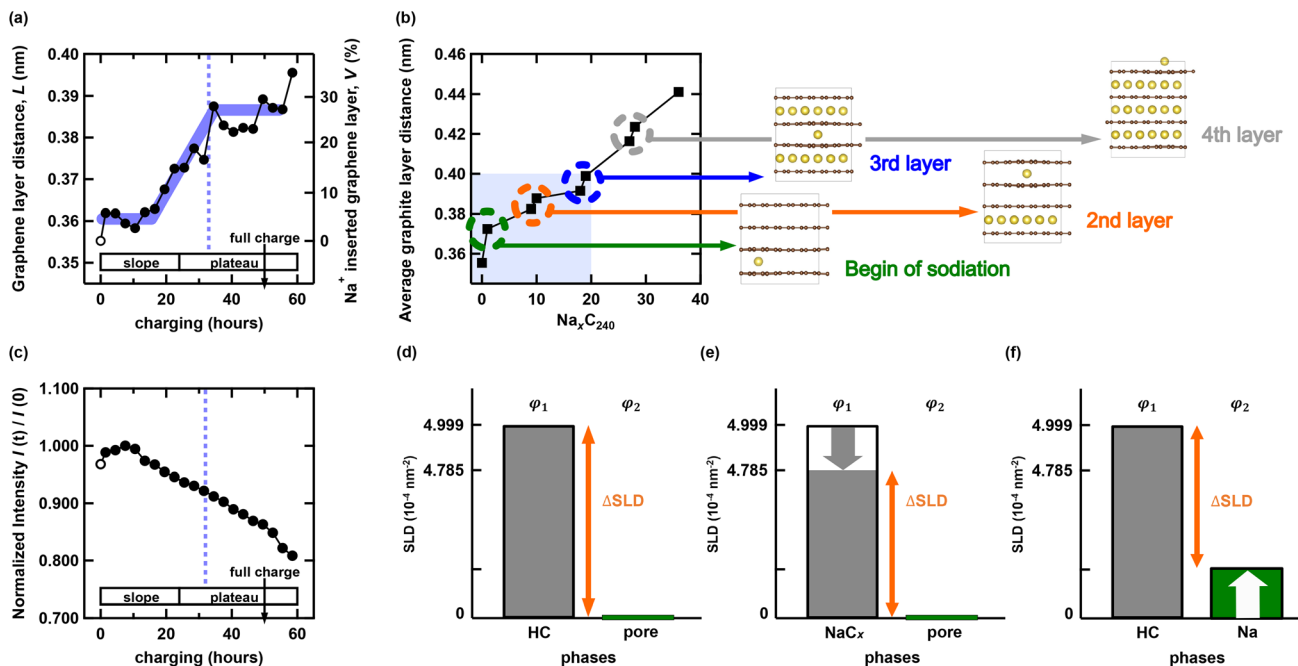 (a)
Graphene layer distance, L (nm)
0.40
0.39
0.38
0.37
0.36
0.35
30
20
10
0
Na⁺ inserted graphene layer, V (%)
full charge
slope
plateau
0
20
40
60
charging (hours)
(b)
Average graphite layer distance (nm)
0.46
0.44
0.42
0.40
0.38
0.36
0
10
20
30
40
NaₓC₂₄₀
4th layer
3rd layer
2nd layer
Begin of sodiation
(c)
Normalized Intensity I (t) / I (0)
1.100
1.000
0.900
0.800
0.700
full charge
slope
plateau
0
20
40
60
charging (hours)
(d)
SLD (10⁻⁴ nm⁻²)
φ₁
φ₂
4.999
4.785
ΔSLD
0
HC
pore
phases
(e)
SLD (10⁻⁴ nm⁻²)
φ₁
φ₂
4.999
4.785
ΔSLD
0
NaCx
pore
phases
(f)
SLD (10⁻⁴ nm⁻²)
φ₁
φ₂
4.999
4.785
ΔSLD
0
HC
Na
phases